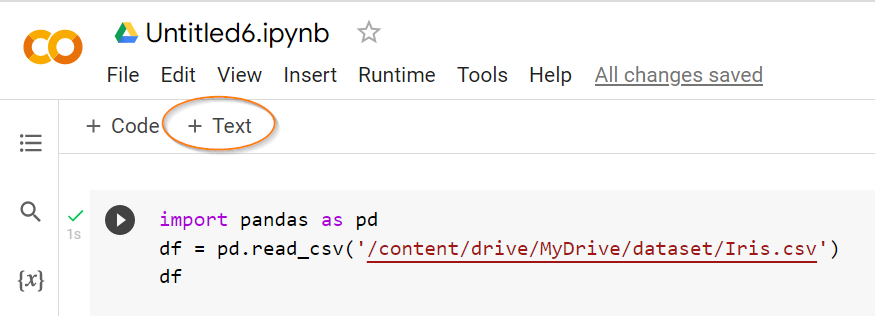 Untitled6.ipynb
File Edit View Insert Runtime Tools Help All changes saved
+ Code + Text
import pandas as pd
1s
df = pd.read_csv('/content/drive/MyDrive/dataset/Iris.csv')
df
{x}